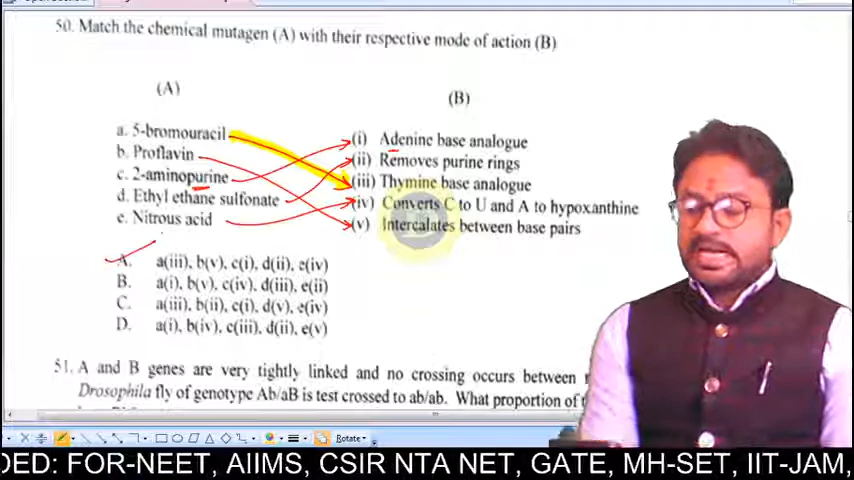 50. Match the chemical mutagen (A) with their respective mode of action (B)
(A)
(B)
a. 5-bromouracil
(i) Adenine base analogue
b. Proflavin
(ii) Removes purine rings
c. 2-aminopurine
(iii) Thymine base analogue
d. Ethyl ethane sulfonate
(iv) Converts C to U and A to hypoxanthine
e. Nitrous acid
(v) Intercalates between base pairs
A. a(iii), b(v), c(i), d(ii), e(iv)
B. a(i), b(v), c(iv), d(iii), e(ii)
C. a(iii), b(ii), c(i), d(v), e(iv)
D. a(i), b(iv), c(iii), d(ii), e(v)
51. A and B genes are very tightly linked and no crossing occurs between
Drosophila fly of genotype Ab/aB is test crossed to ab/ab. What proportion of
Rotate
DED: FOR-NEET, AIIMS, CSIR NTA NET, GATE, MH-SET, IIT-JAM,